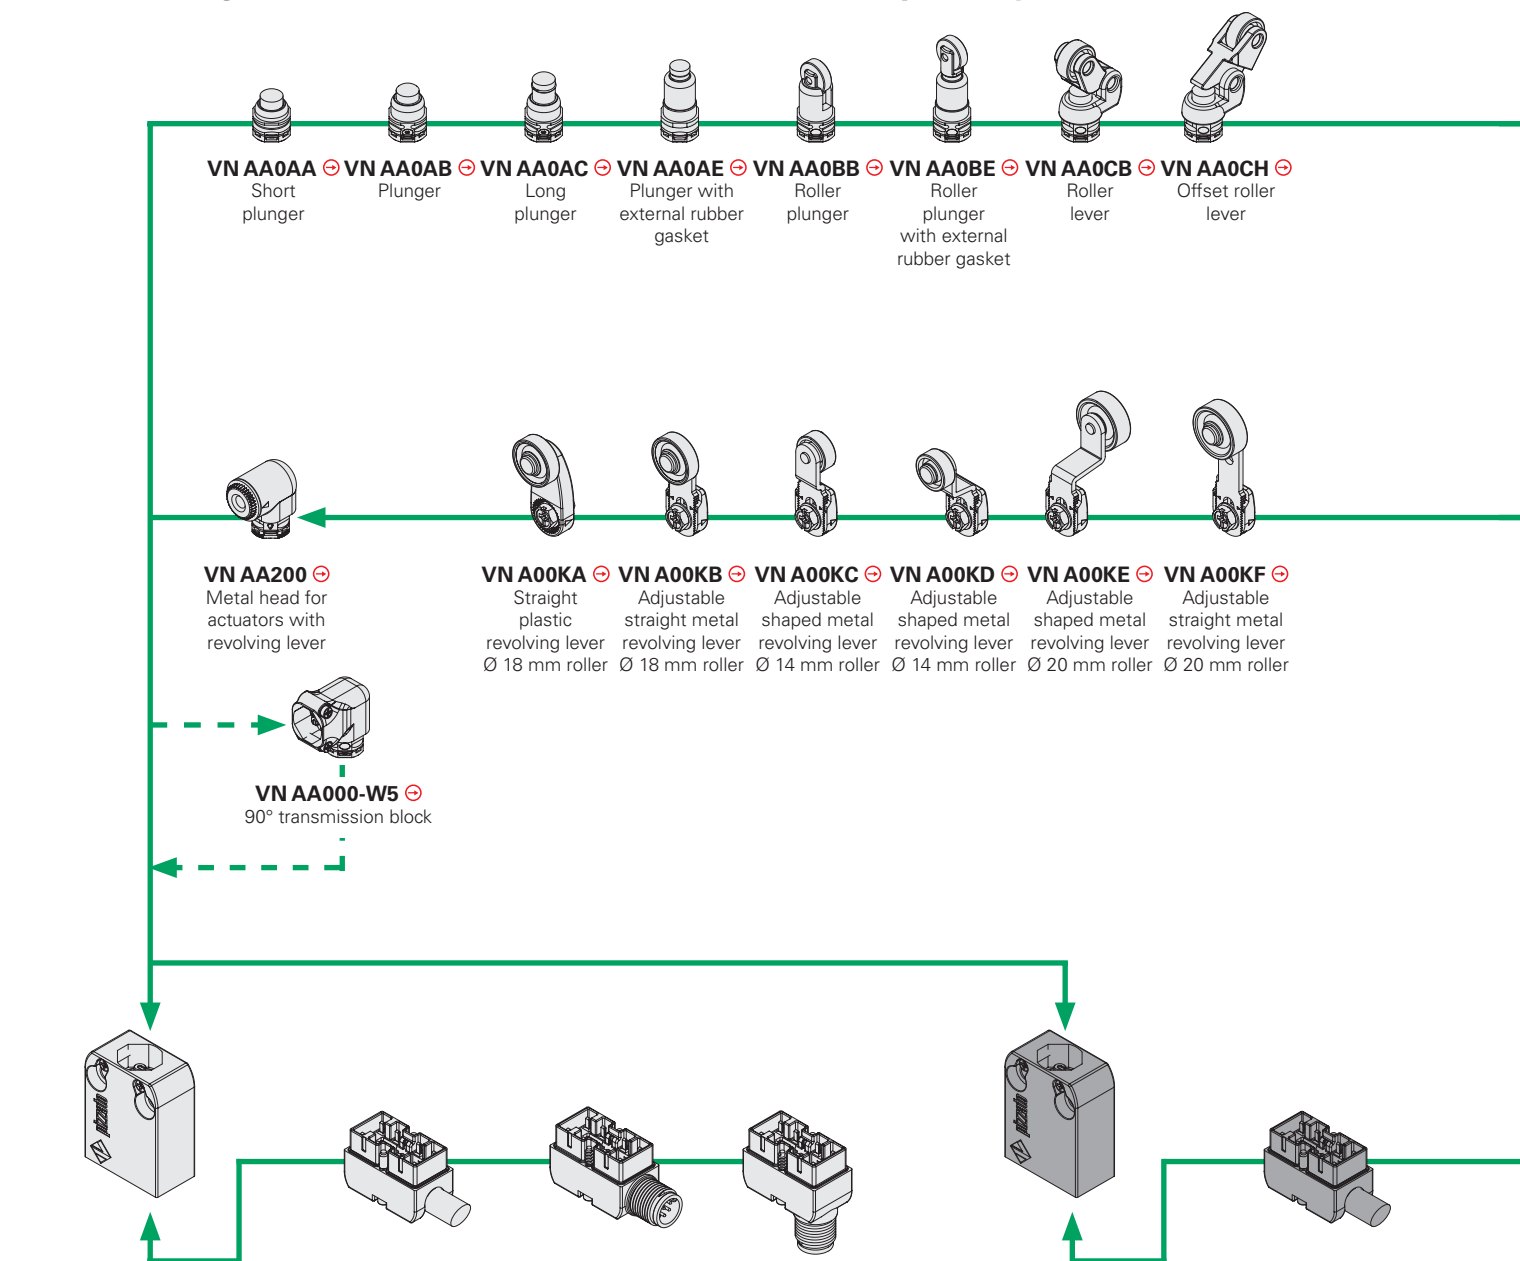 VN AA0AA VN AA0AB VN AA0AC VN AA0AE VN AA0BB VN AA0BE VN AA0CB VN AA0CH
Short
plunger
Plunger
Long
plunger
Plunger with
external rubber
gasket
Roller
plunger
Roller
plunger
with external
rubber gasket
Roller
lever
Offset roller
lever
VN AA200
Metal head for
actuators with
revolving lever
VN A00KA
Straight
plastic
revolving lever
Ø 18 mm roller
VN A00KB
Adjustable
straight metal
revolving lever
Ø 18 mm roller
VN A00KC
Adjustable
shaped metal
revolving lever
Ø 14 mm roller
VN A00KD
Adjustable
shaped metal
revolving lever
Ø 14 mm roller
VN A00KE
Adjustable
shaped metal
revolving lever
Ø 20 mm roller
VN A00KF
Adjustable
straight metal
revolving lever
Ø 20 mm roller
VN AA000-W5
90° transmission block
pizzato
pizzato